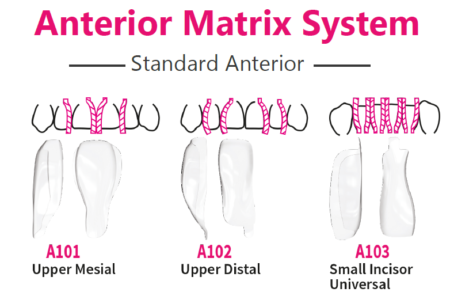 Anterior Matrix System
Standard Anterior
A101
Upper Mesial
A102
Upper Distal
A103
Small Incisor
Universal